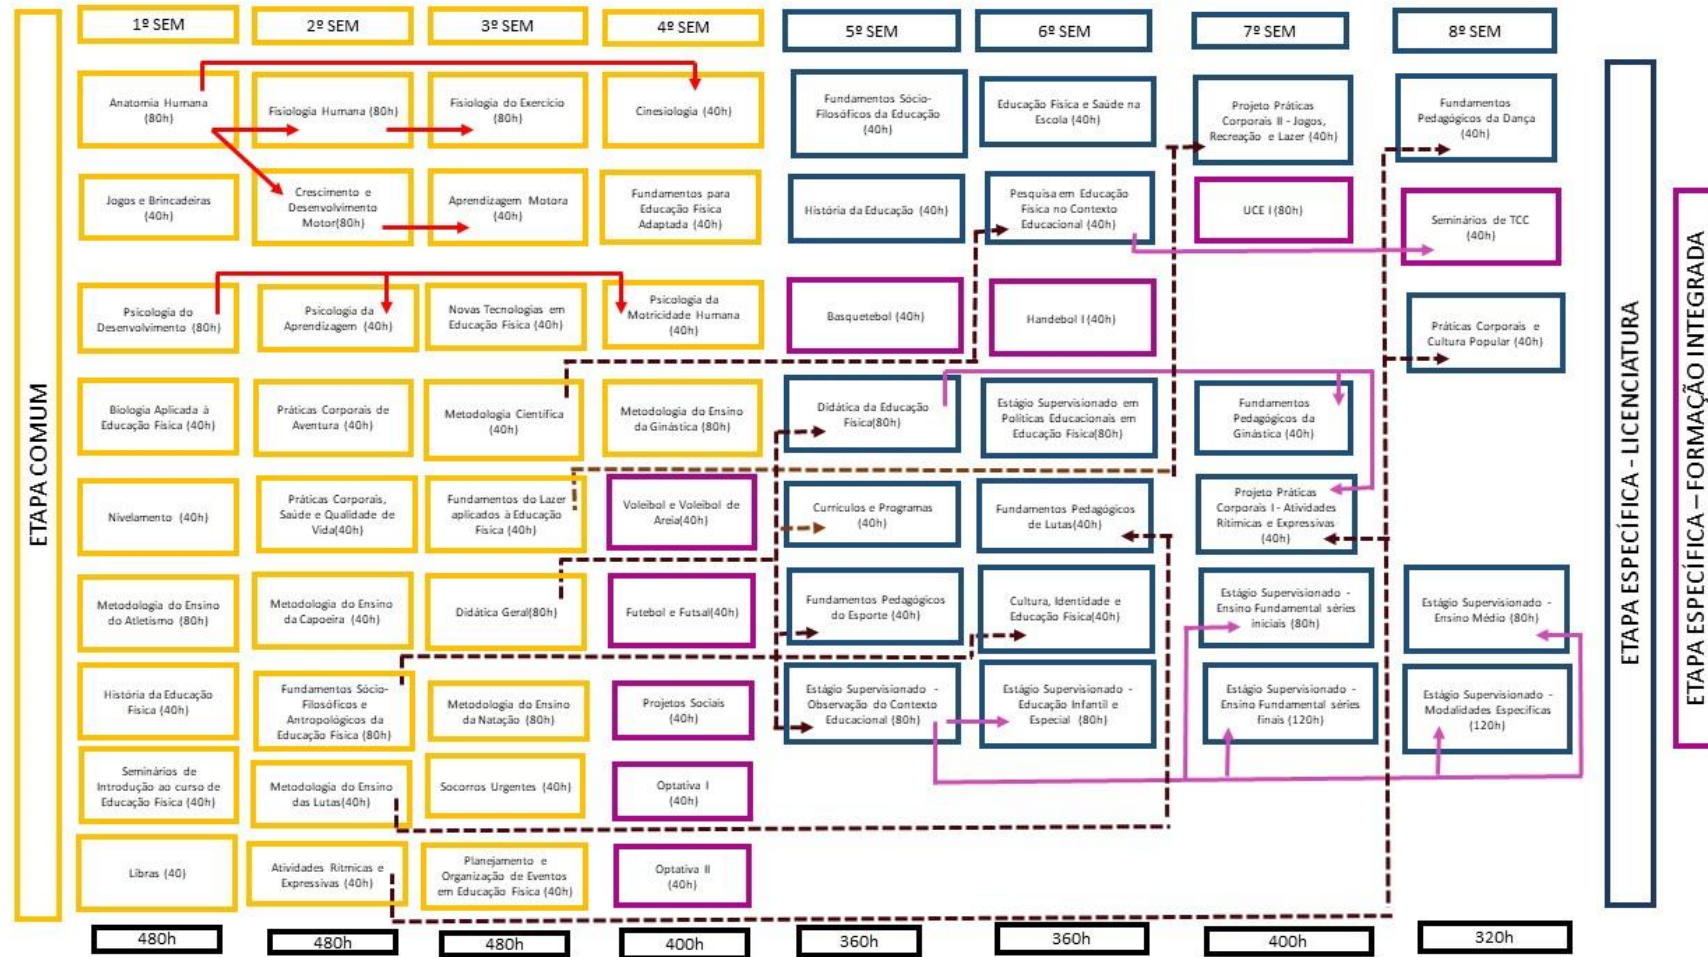 1º SEM
2º SEM
3º SEM
4º SEM
5º SEM
6º SEM
7º SEM
8º SEM
ETAPA COMUM
Anatomia Humana
(80h)
Jogos e Brincadeiras
(40h)
Psicologia do
Desenvolvimento (80h)
Biologia Aplicada à
Educação Física (40h)
Nivelamento (40h)
Metodologia do Ensino
do Atletismo (80h)
História da Educação
Física (40h)
Seminários de
Introdução ao curso de
Educação Física (40h)
Libras (40)
480h
Fisiologia Humana (80h)
Crescimento e
Desenvolvimento
Motor(80h)
Psicologia da
Aprendizagem (40h)
Práticas Corporais de
Aventura (40h)
Práticas Corporais,
Saúde e Qualidade de
Vida(40h)
Metodologia do Ensino
da Capoeira (40h)
Fundamentos Sócio-
Filosóficos e
Antropológicos da
Educação Física (80h)
Metodologia do Ensino
das Lutas(40h)
Atividades Ritmicas e
Expressivas (40h)
480h
Fisiologia do Exercício
(80h)
Aprendizagem Motora
(40h)
Novas Tecnologias em
Educação Física (40h)
Metodologia Científica
(40h)
Fundamentos do Lazer
aplicados à Educação
Física (40h)
Didática Geral(80h)
Metodologia do Ensino
da Natação (80h)
Socorros Urgentes (40h)
Planejamento e
Organização de Eventos
em Educação Física (40h)
480h
Cinesiologia (40h)
Fundamentos para
Educação Física
Adaptada (40h)
Psicologia da
Motricidade Humana
(40h)
Metodologia do Ensino
da Ginástica (80h)
Voleibol e Voleibol de
Areia(40h)
Futebol e Futsal(40h)
Projetos Sociais
(40h)
Optativa I
(40h)
Optativa II
(40h)
400h
Fundamentos Sócio-
Filosóficos da Educação
(40h)
História da Educação (40h)
Basquetebol (40h)
Didática da Educação
Física(80h)
Currículos e Programas
(40h)
Fundamentos Pedagógicos
do Esporte (40h)
Estágio Supervisionado -
Observação do Contexto
Educacional (80h)
360h
Educação Física e Saúde na
Escola (40h)
Pesquisa em Educação
Física no Contexto
Educacional (40h)
Handebol I (40h)
Estágio Supervisionado em
Políticas Educacionais em
Educação Física(80h)
Fundamentos Pedagógicos
de Lutas(40h)
Cultura, Identidade e
Educação Física(40h)
Estágio Supervisionado -
Educação Infantil e
Especial (80h)
360h
Projeto Práticas
Corporais II - Jogos,
Recreação e Lazer (40h)
UCE I (80h)
Fundamentos
Pedagógicos da
Ginástica (40h)
Projeto Práticas
Corporais I - Atividades
Rítimicas e Expressivas
(40h)
Estágio Supervisionado -
Ensino Fundamental séries
iniciais (80h)
Estágio Supervisionado -
Ensino Fundamental séries
finais (120h)
400h
Fundamentos
Pedagógicos da Dança
(40h)
Seminários de TCC
(40h)
Práticas Corporais e
Cultura Popular (40h)
Estágio Supervisionado -
Ensino Médio (80h)
Estágio Supervisionado -
Modalidades Específicas
(120h)
320h
ETAPA ESPECÍFICA - LICENCIATURA
ETAPA ESPECÍFICA – FORMAÇÃO INTEGRADA